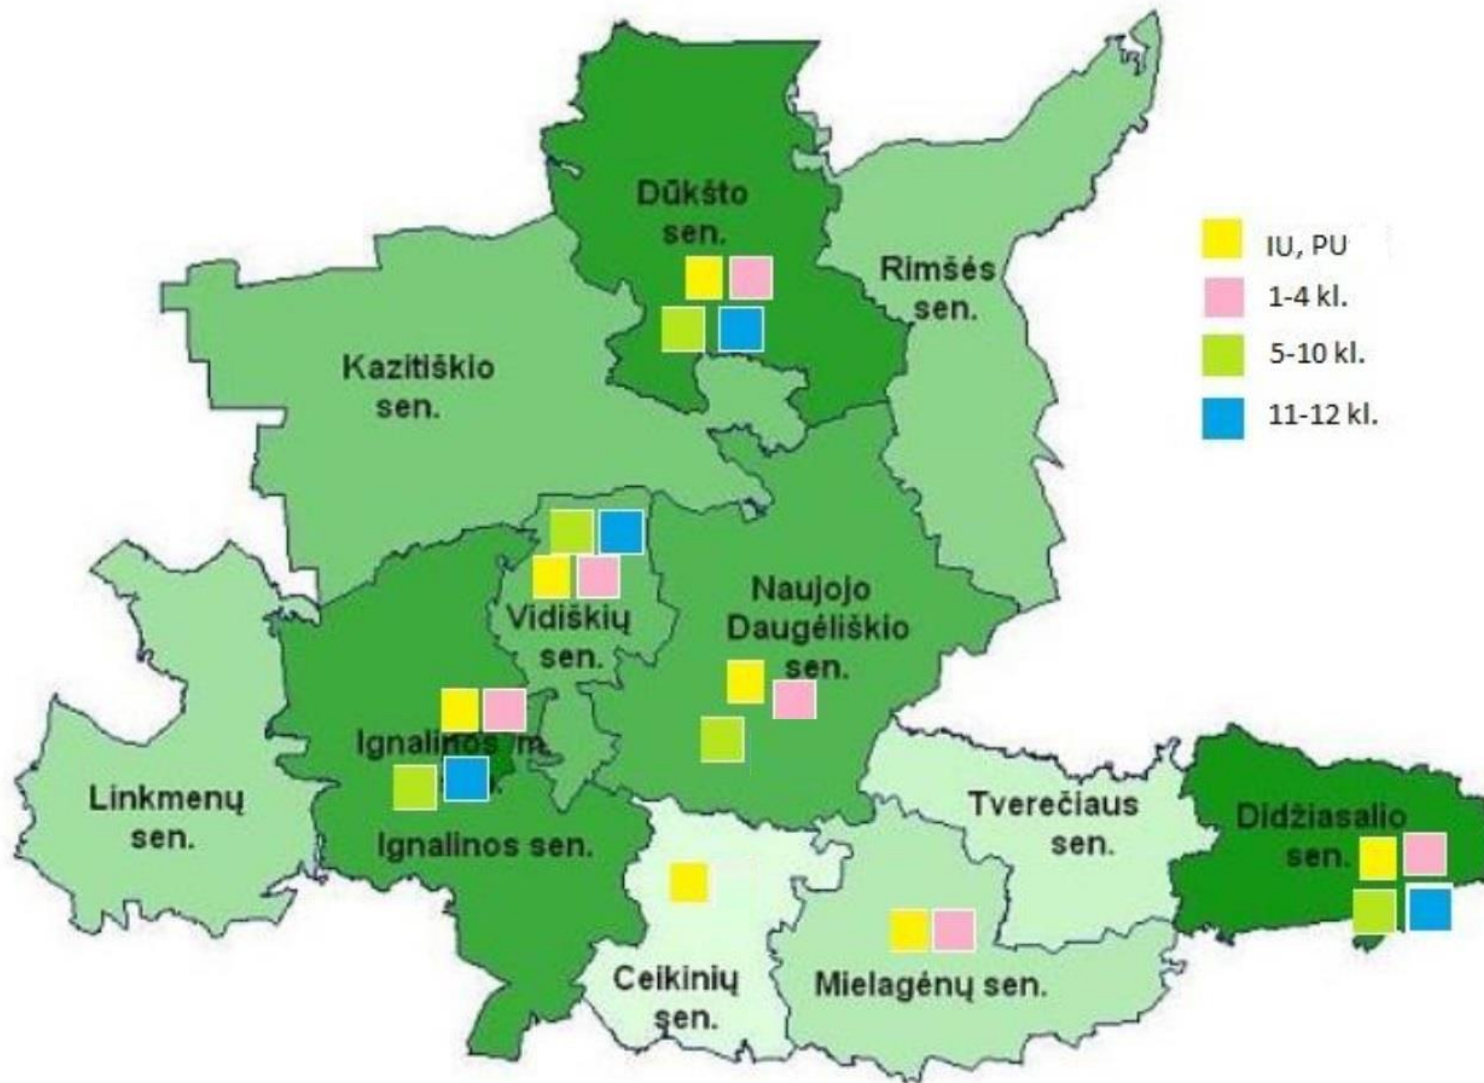 Dūkšto
sen.
Rimšės
sen.
IU, PU
1-4 kl.
5-10 kl.
11-12 kl.
Kazitiškio
sen.
Vidiškių
sen.
Naujojo
Daugėliškio
sen.
Ignalinos m.
Ignalinos sen.
Linkmenų
sen.
Tverečiaus
sen.
Didžiasalio
sen.
Ceikinių
sen.
Mielagėnų sen.